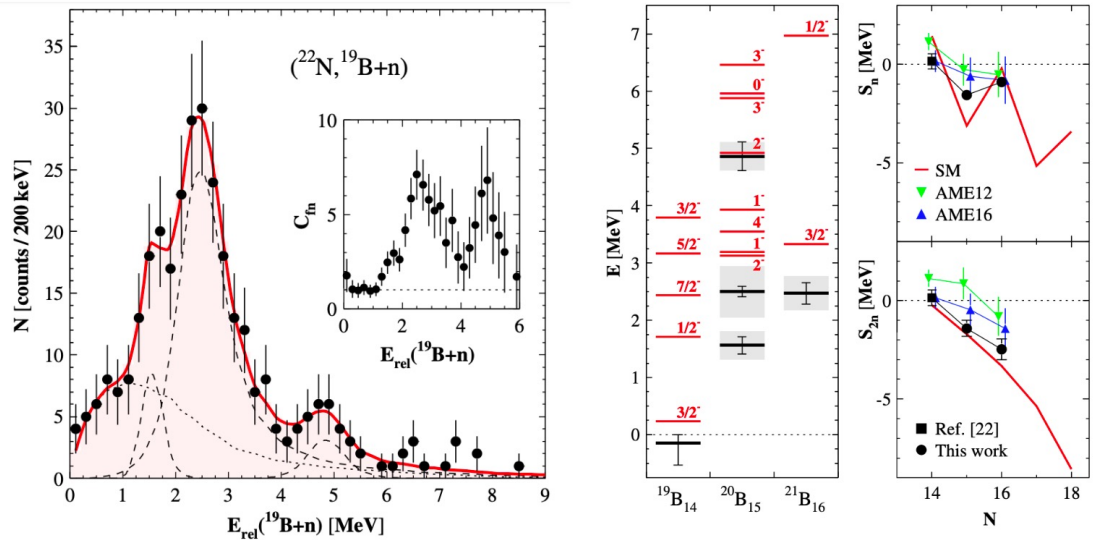 (²²N,¹⁹B+n)
N [counts / 200 keV]
35
30
25
20
15
10
5
0
0 1 2 3 4 5 6 7 8 9
E_rel(¹⁹B+n) [MeV]
C_fn
10
5
0
0 2 4 6
E_rel(¹⁹B+n)
E [MeV]
7
6
5
4
3
2
1
0
3/2⁻
5/2⁻
7/2⁻
1/2⁻
3/2⁻
3⁻
0⁻
3⁻
2⁻
1⁻
4⁻
1⁻
2⁻
1/2⁻
3/2⁻
¹⁹B₁₄ ²⁰B₁₅ ²¹B₁₆
S_n [MeV]
0
-5
SM
AME12
AME16
S_2n [MeV]
0
-5
Ref. [22]
This work
14 16 18
N